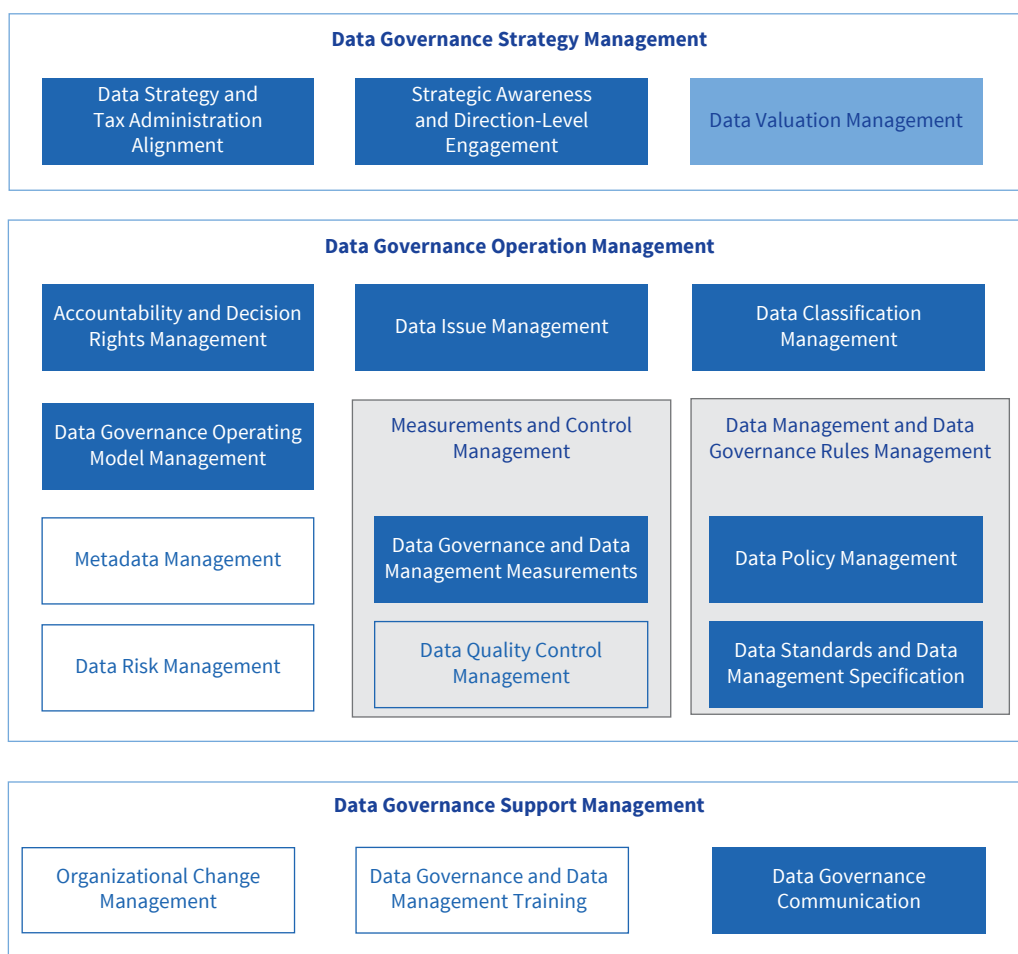 Data Governance Strategy Management
Data Strategy and
Tax Administration
Alignment
Strategic Awareness
and Direction-Level
Engagement
Data Valuation Management
Data Governance Operation Management
Accountability and Decision
Rights Management
Data Issue Management
Data Classification
Management
Data Governance Operating
Model Management
Measurements and Control
Management
Data Management and Data
Governance Rules Management
Metadata Management
Data Governance and Data
Management Measurements
Data Policy Management
Data Risk Management
Data Quality Control
Management
Data Standards and Data
Management Specification
Data Governance Support Management
Organizational Change
Management
Data Governance and Data
Management Training
Data Governance
Communication